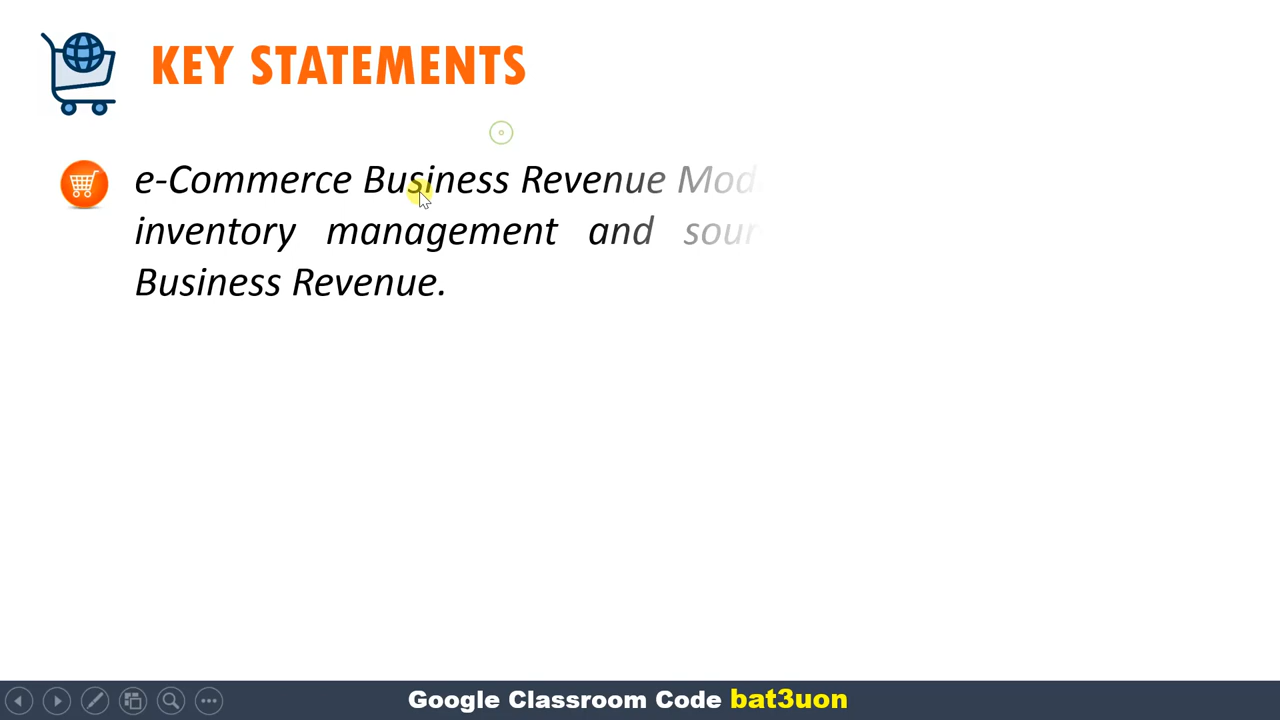 KEY STATEMENTS
e-Commerce Business Revenue
inventory management and
Business Revenue.
Google Classroom Code bat3uon